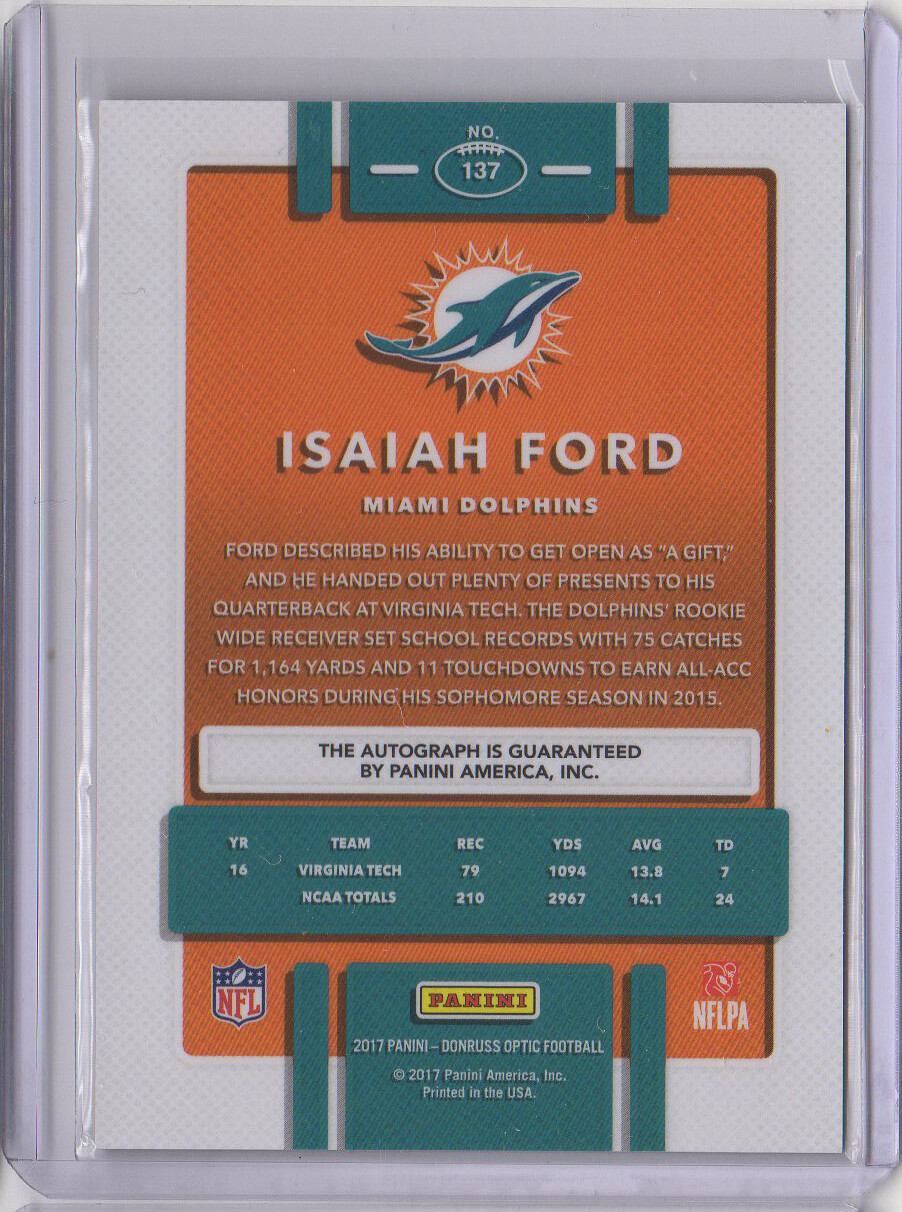 NO.
137
ISAIAH FORD
MIAMI DOLPHINS
FORD DESCRIBED HIS ABILITY TO GET OPEN AS “A GIFT,”
AND HE HANDED OUT PLENTY OF PRESENTS TO HIS
QUARTERBACK AT VIRGINIA TECH. THE DOLPHINS’ ROOKIE
WIDE RECEIVER SET SCHOOL RECORDS WITH 75 CATCHES
FOR 1,164 YARDS AND 11 TOUCHDOWNS TO EARN ALL-ACC
HONORS DURING HIS SOPHOMORE SEASON IN 2015.
THE AUTOGRAPH IS GUARANTEED
BY PANINI AMERICA, INC.
YR TEAM REC YDS AVG TD
16 VIRGINIA TECH 79 1094 13.8 7
NCAA TOTALS 210 2967 14.1 24
NFL
PANINI
NFLPA
2017 PANINI – DONRUSS OPTIC FOOTBALL
© 2017 Panini America, Inc.
Printed in the USA.